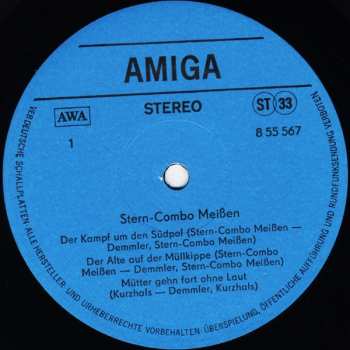 AMIGA
STEREO
AWA
ST 33
1
8 55 567
Stern-Combo Meißen
Der Kampf um den Südpol (Stern-Combo Meißen —
Demmler, Stern-Combo Meißen)
Der Alte auf der Müllkippe (Stern-Combo
Meißen — Demmler, Stern-Combo Meißen)
Mütter gehn fort ohne Laut
(Kurzhals — Demmler, Kurzhals)
VEB DEUTSCHE SCHALLPLATTEN · ALLE HERSTELLER- UND URHEBERRECHTE VORBEHALTEN · ÜBERSPIELUNG, ÖFFENTLICHE AUFFÜHRUNG UND RUNDFUNKSENDUNG VERBOTEN